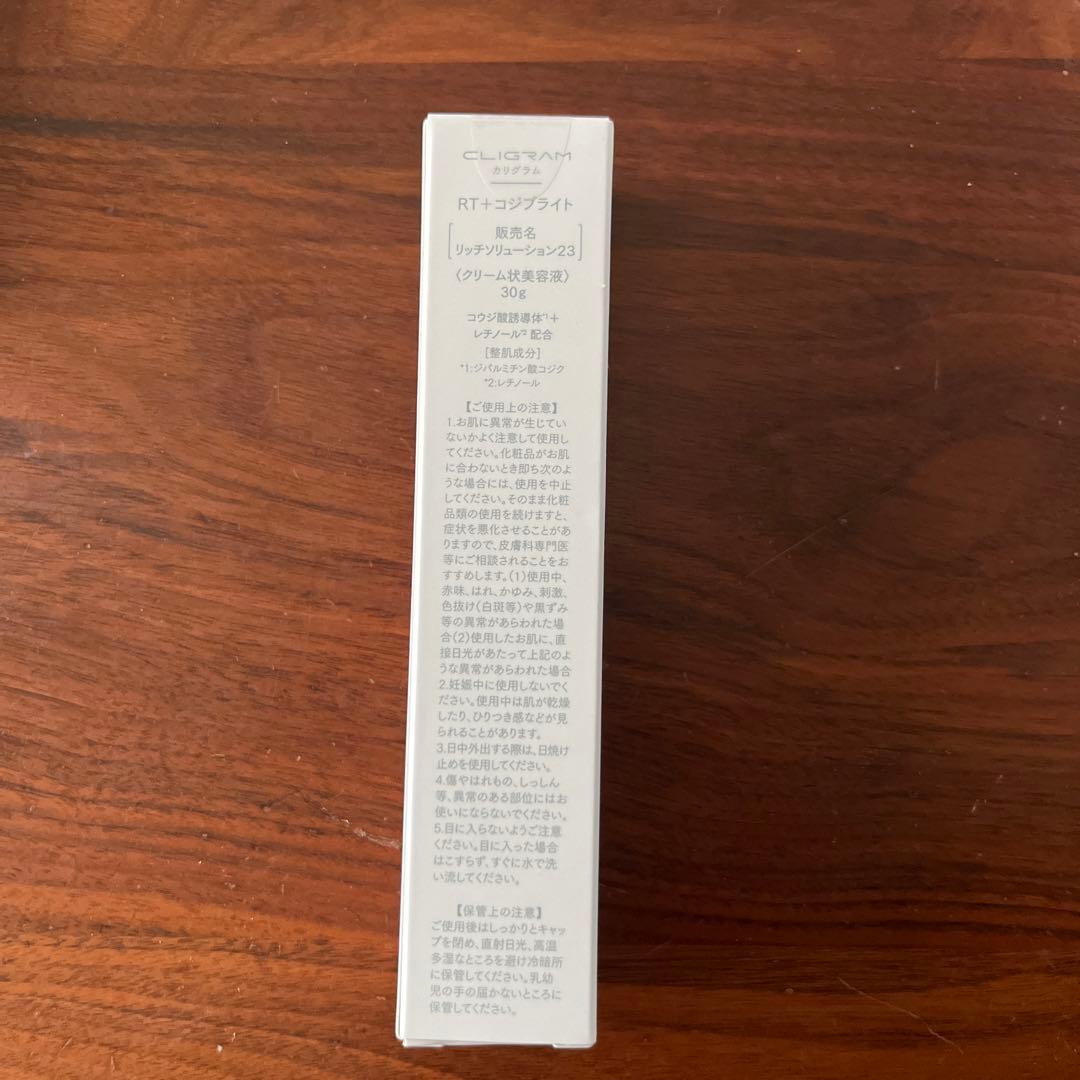 CLIGRAM
カリグラム
RT＋コジブライト
販売名
リッチソリューション23
〈クリーム状美容液〉
30g
コウジ酸誘導体*1＋
レチノール*2 配合
[整肌成分]
*1:ジパルミチン酸コジク
*2:レチノール
【ご使用上の注意】
1.お肌に異常が生じてい
ないかよく注意して使用し
てください。化粧品がお肌
に合わないとき即ち次のよ
うな場合には、使用を中止
してください。そのまま化粧
品類の使用を続けますと、
症状を悪化させることがあ
りますので、皮膚科専門医
等にご相談されることをお
すすめします。(1)使用中、
赤味、はれ、かゆみ、刺激、
色抜け(白斑等)や黒ずみ
等の異常があらわれた場
合(2)使用したお肌に、直
接日光があたって上記のよ
うな異常があらわれた場合
2.妊娠中に使用しないでく
ださい。使用中は肌が乾燥
したり、ひりつき感などが見
られることがあります。
3.日中外出する際は、日焼け
止めを使用してください。
4.傷やはれもの、しっしん
等、異常のある部位にはお
使いにならないでください。
5.目に入らないようご注意
ください。目に入った場合
はこすらず、すぐに水で洗
い流してください。
【保管上の注意】
ご使用後はしっかりとキャッ
プを閉め、直射日光、高温
多湿なところを避け冷暗所
に保管してください。乳幼
児の手の届かないところに
保管してください。